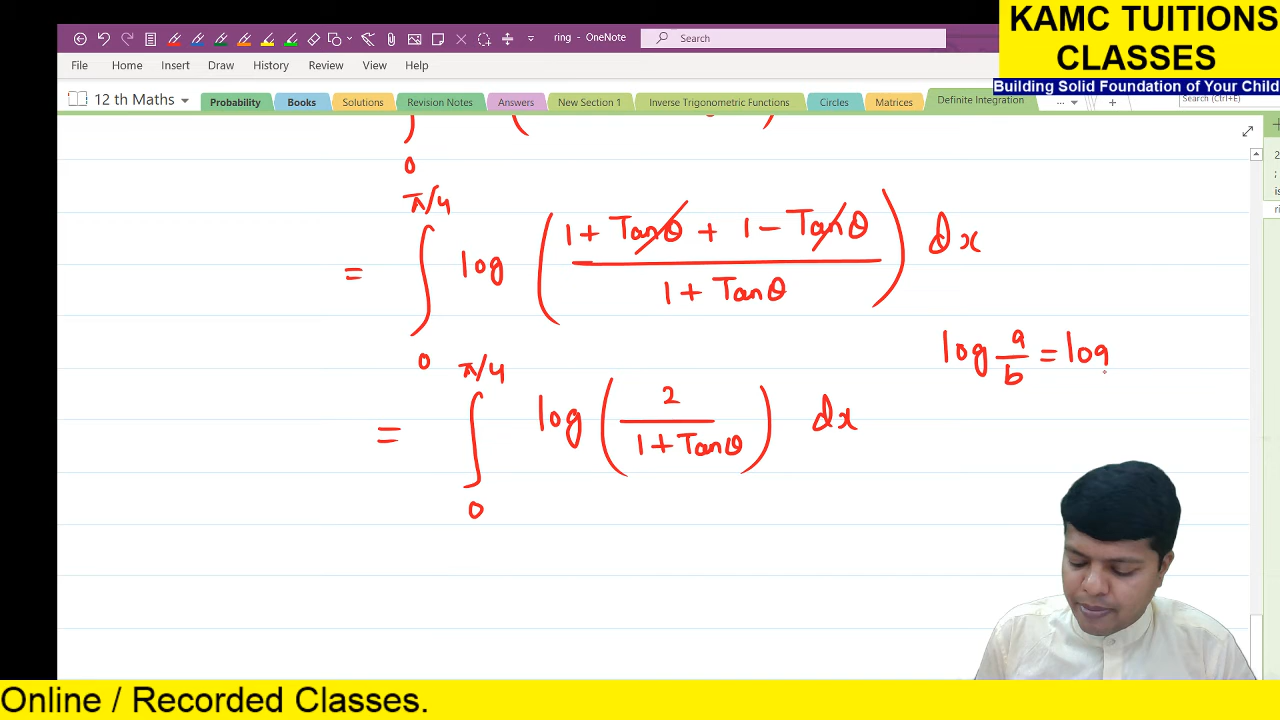 KAMC TUITIONS
CLASSES
Building Solid Foundation of Your Child
ring - OneNote
Search
File Home Insert Draw History Review View Help
12 th Maths
Probability Books Solutions Revision Notes Answers New Section 1 Inverse Trigonometric Functions Circles Matrices Definite Integration ...
Search (Ctrl+E)
0
= ∫₀^(π/4) log ((1 + Tanθ + 1 - Tanθ) / (1 + Tanθ)) dx
log a/b = log
= ∫₀^(π/4) log (2 / (1 + Tanθ)) dx
Online / Recorded Classes.